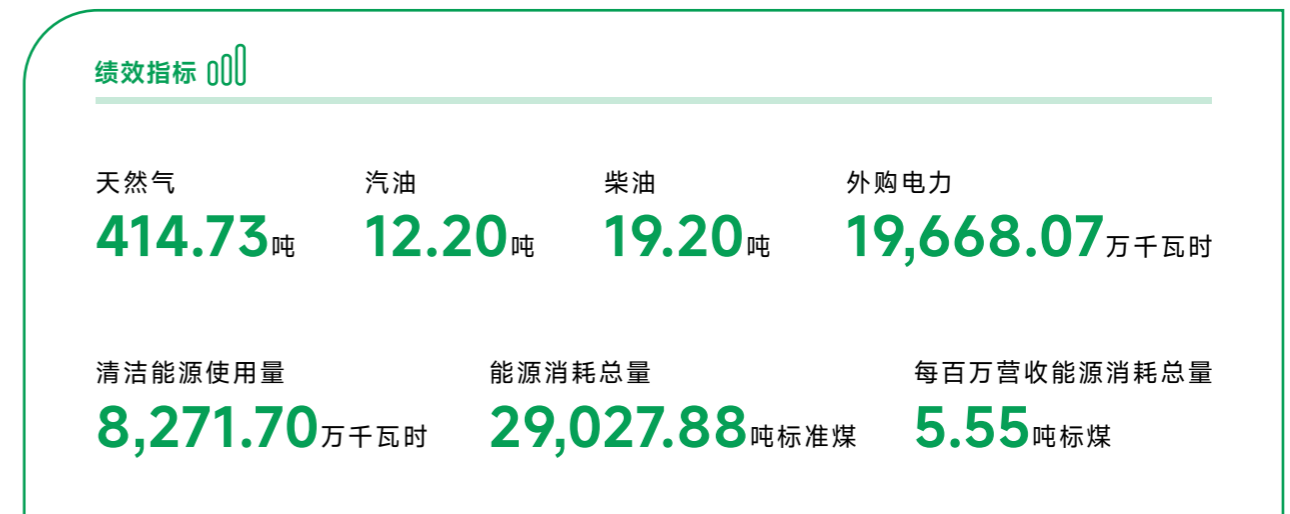 绩效指标
天然气 汽油 柴油 外购电力
414.73吨 12.20吨 19.20吨 19,668.07万千瓦时
清洁能源使用量 能源消耗总量 每百万营收能源消耗总量
8,271.70万千瓦时 29,027.88吨标准煤 5.55吨标煤